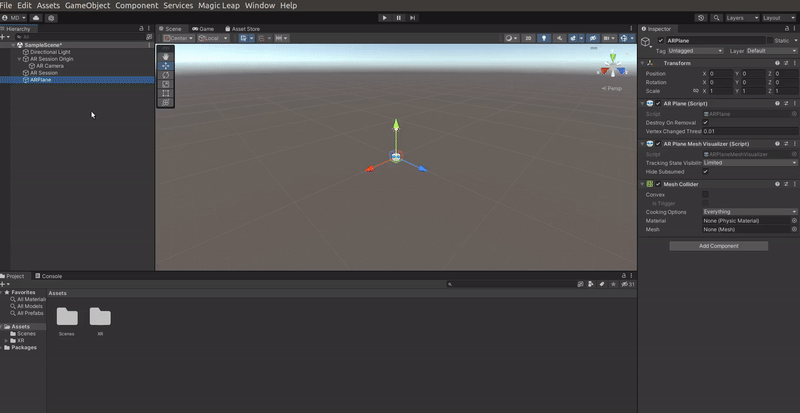 File Edit Assets GameObject Component Services Magic Leap Window Help
MD
Layers
Layout
Hierarchy
All
SampleScene*
Directional Light
AR Session Origin
AR Camera
AR Session
ARPlane
Scene
Game
Asset Store
Center
Local
Persp
Inspector
ARPlane
Static
Tag Untagged
Layer Default
Transform
Position X 0 Y 0 Z 0
Rotation X 0 Y 0 Z 0
Scale X 1 Y 1 Z 1
AR Plane (Script)
Script ARPlane
Destroy On Removal
Vertex Changed Thresl 0.01
AR Plane Mesh Visualizer (Script)
Script ARPlaneMeshVisualizer
Tracking State Visibili Limited
Hide Subsumed
Mesh Collider
Convex
Is Trigger
Cooking Options Everything
Material None (Physic Material)
Mesh None (Mesh)
Add Component
Project
Console
31
Favorites
All Material
All Models
All Prefabs
Assets
Scenes
XR
Packages
Assets
Scenes
XR